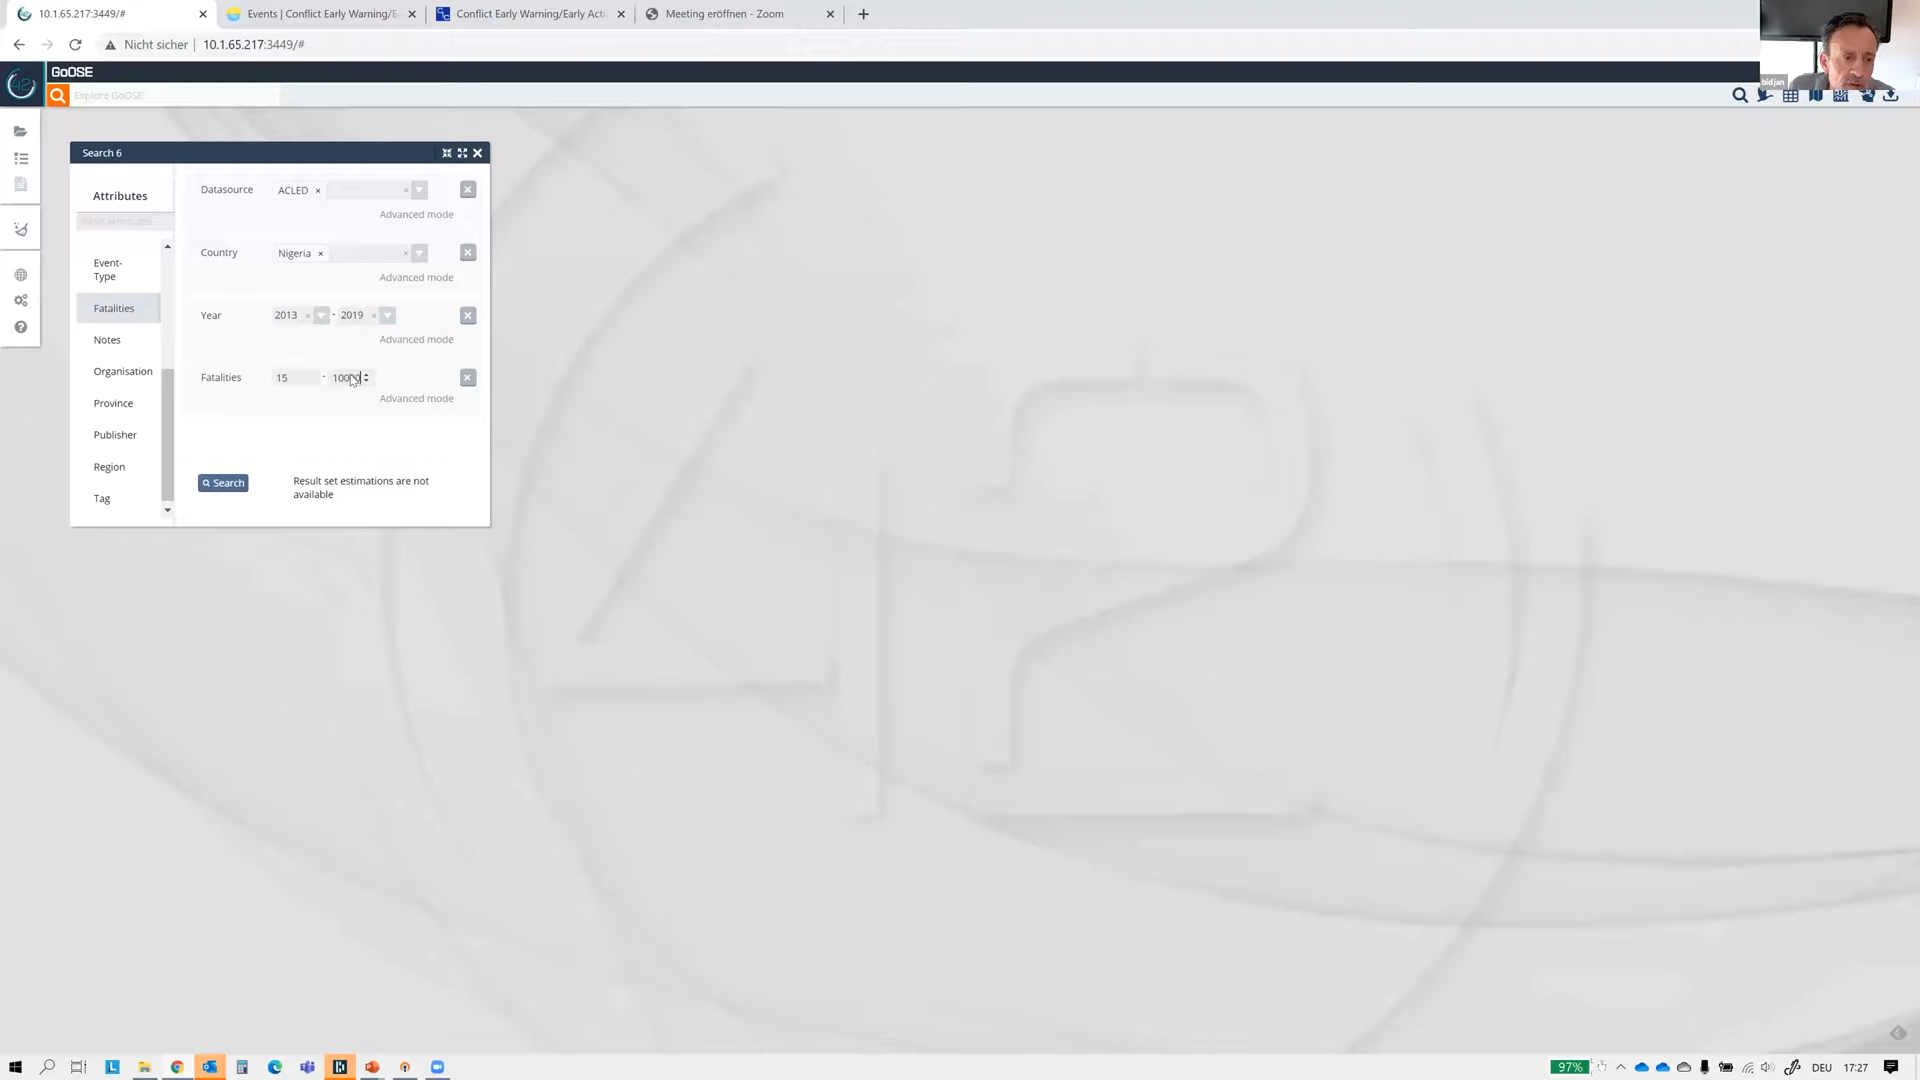 10.1.65.217:3449/#
Events | Conflict Early Warning/E
Conflict Early Warning/Early Acti
Meeting eröffnen - Zoom
Nicht sicher
10.1.65.217:3449/#
bidjan
GoOSE
Explore GoOSE
Search 6
Attributes
Datasource ACLED ×
Advanced mode
Country Nigeria ×
Advanced mode
Year 2013 × - 2019 ×
Advanced mode
Fatalities 15 -
Advanced mode
Event-
Type
Fatalities
Notes
Organisation
Province
Publisher
Region
Tag
Search
Result set estimations are not
available
97%
DEU
17:27